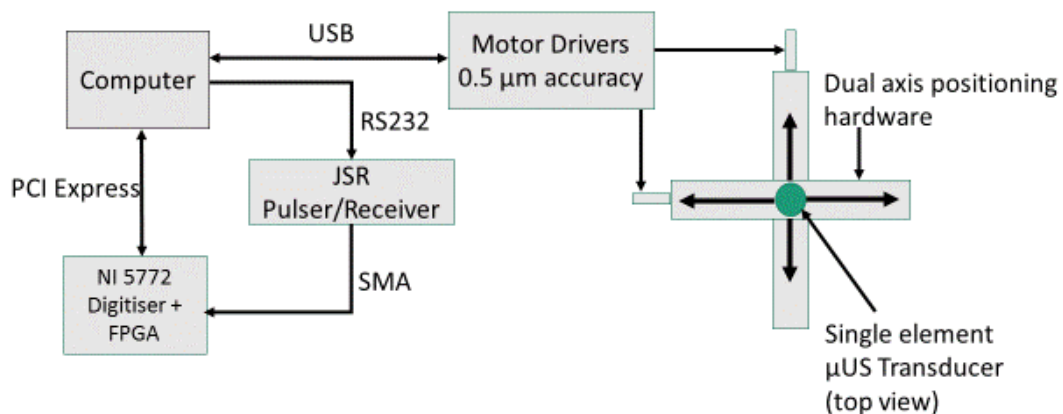 USB
Computer
Motor Drivers
0.5 µm accuracy
Dual axis positioning
hardware
RS232
PCI Express
JSR
Pulser/Receiver
NI 5772
Digitiser +
FPGA
SMA
Single element
µUS Transducer
(top view)